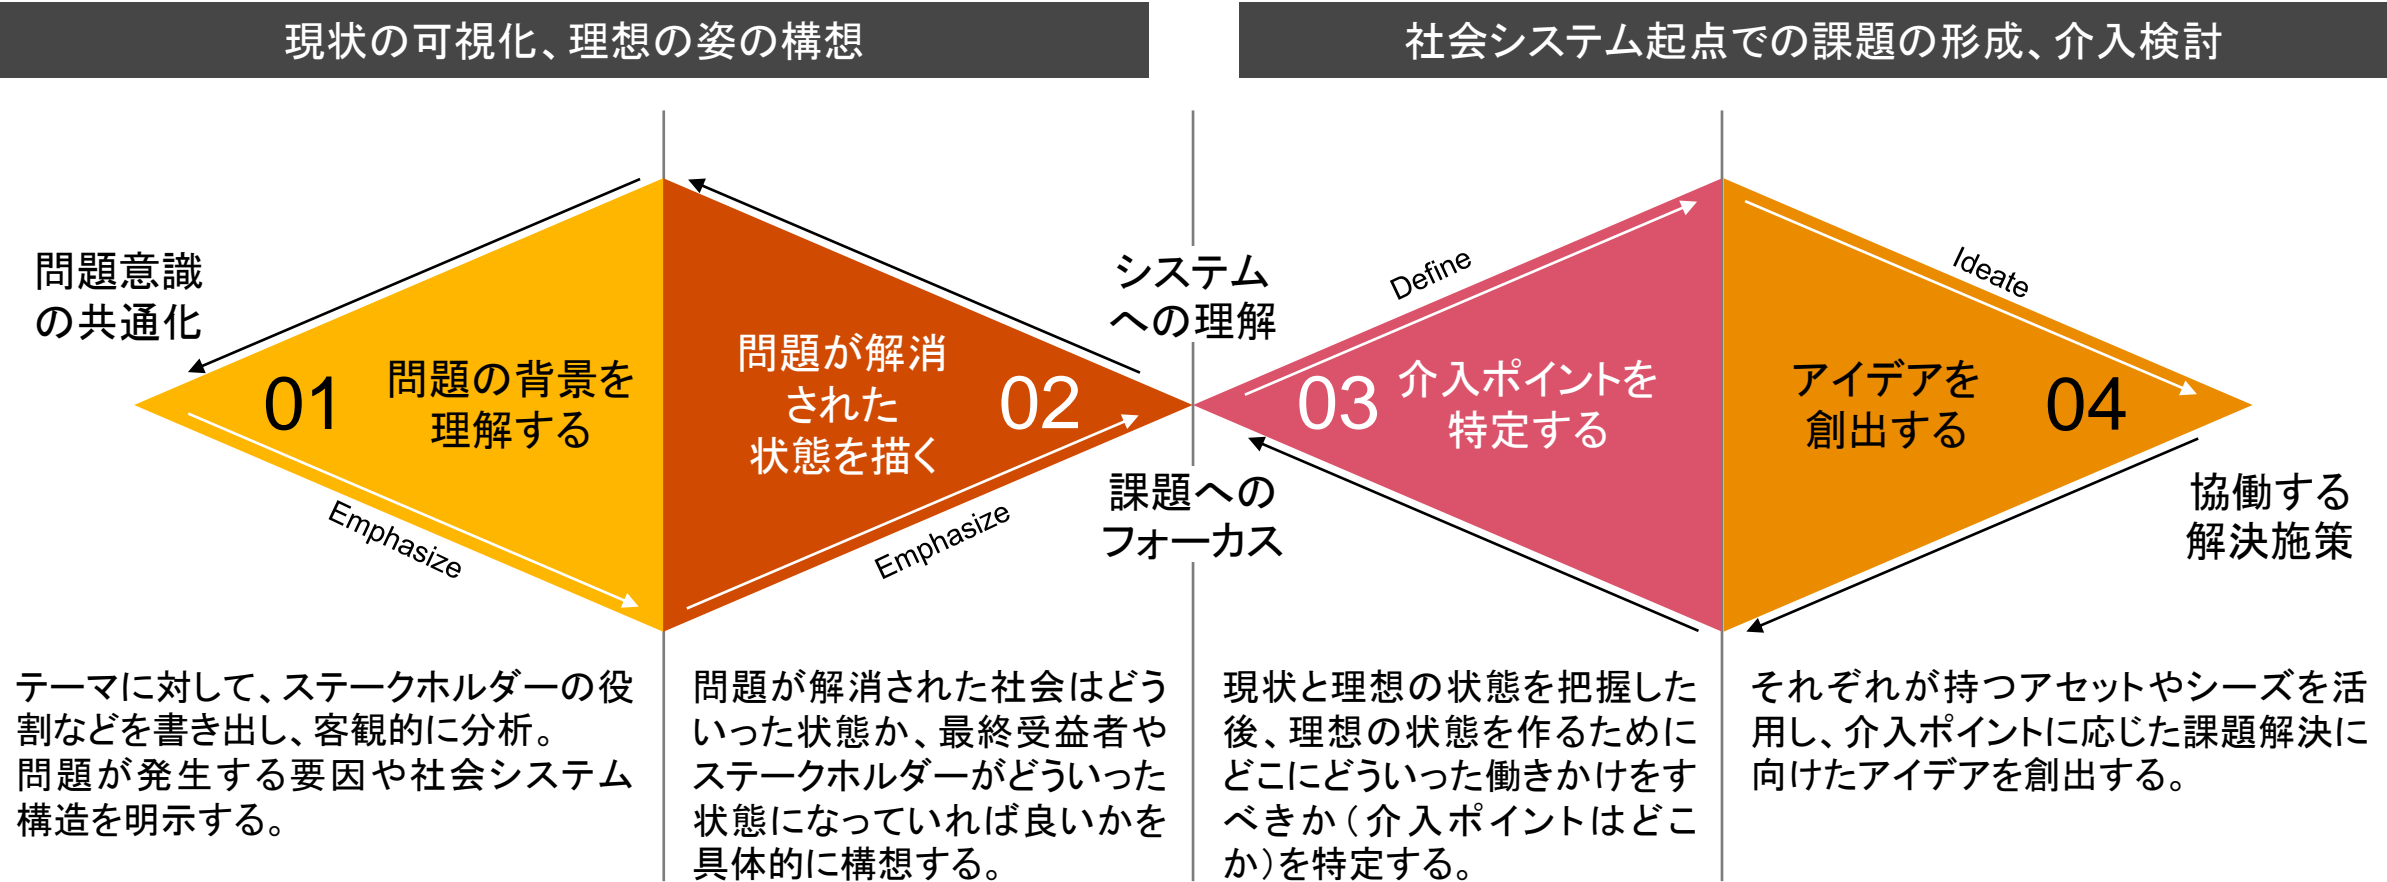 現状の可視化、理想の姿の構想
社会システム起点での課題の形成、介入検討
問題意識
の共通化
01
問題の背景を
理解する
Emphasize
問題が解消
された
状態を描く
02
Emphasize
システム
への理解
課題への
フォーカス
Define
03
介入ポイントを
特定する
Ideate
アイデアを
創出する
04
協働する
解決施策
テーマに対して、ステークホルダーの役
割などを書き出し、客観的に分析。
問題が発生する要因や社会システム
構造を明示する。
問題が解消された社会はどう
いった状態か、最終受益者や
ステークホルダーがどういった
状態になっていれば良いかを
具体的に構想する。
現状と理想の状態を把握した
後、理想の状態を作るために
どこにどういった働きかけをす
べきか（介入ポイントはどこ
か）を特定する。
それぞれが持つアセットやシーズを活
用し、介入ポイントに応じた課題解決に
向けたアイデアを創出する。